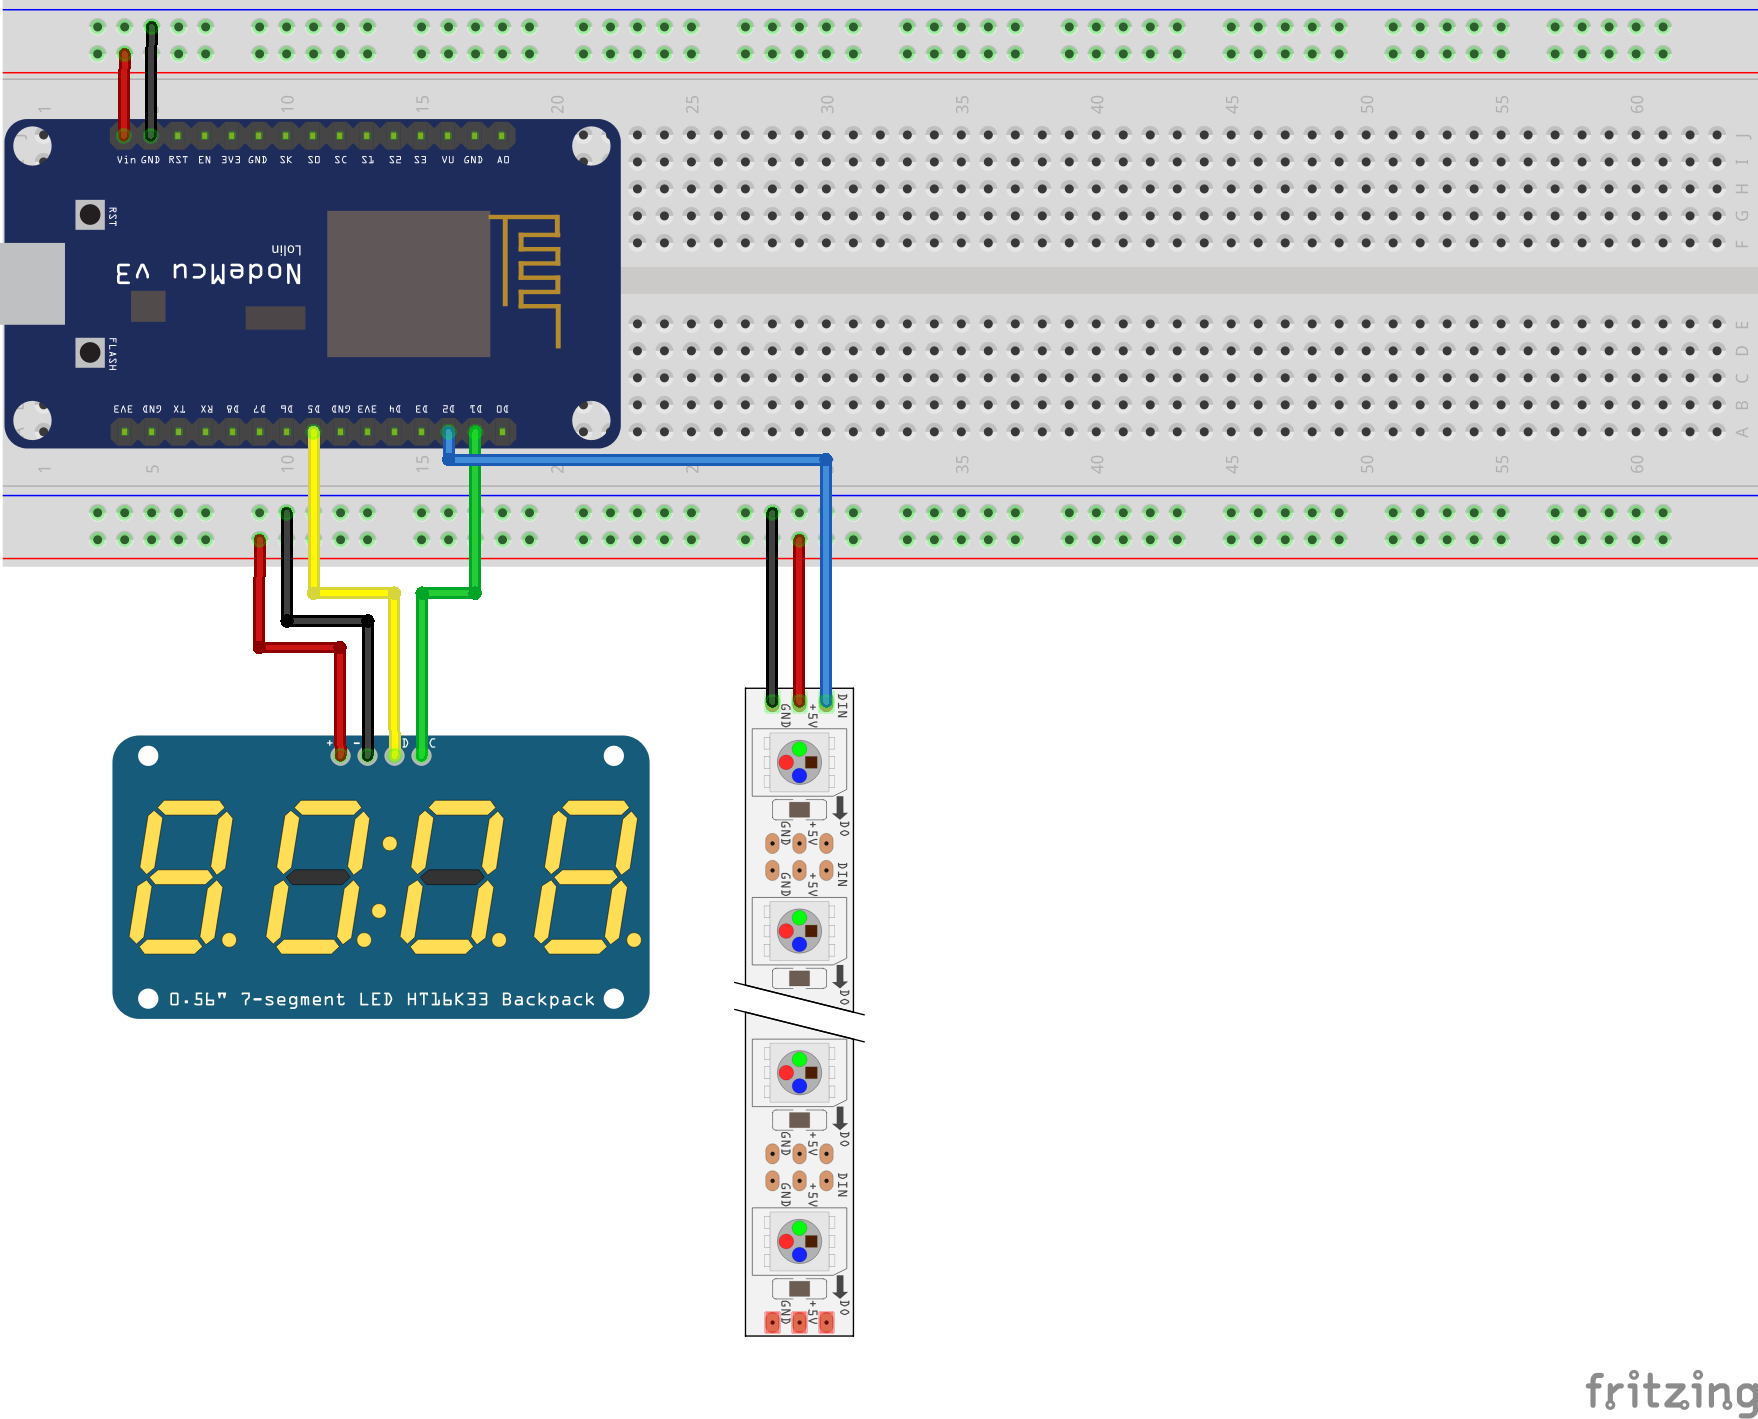 1 10 15 20 25 30 35 40 45 50 55 60
J
I
H
G
F
Vin GND RST EN 3V3 GND SK S0 SC S1 S2 S3 VU GND A0
RST
Lolin
NodeMcu v3
FLASH
E
D
C
B
A
3V3 GND TX RX D8 D7 D6 D5 GND 3V3 D4 D3 D2 D1 D0
1 5 10 15 2 2 35 40 45 50 55 60
+ - D C
0.56" 7-segment LED HT16K33 Backpack
GND +5V DIN
GND +5V DO
GND +5V DIN
DO
GND +5V DO
GND +5V DIN
GND +5V DO
fritzing